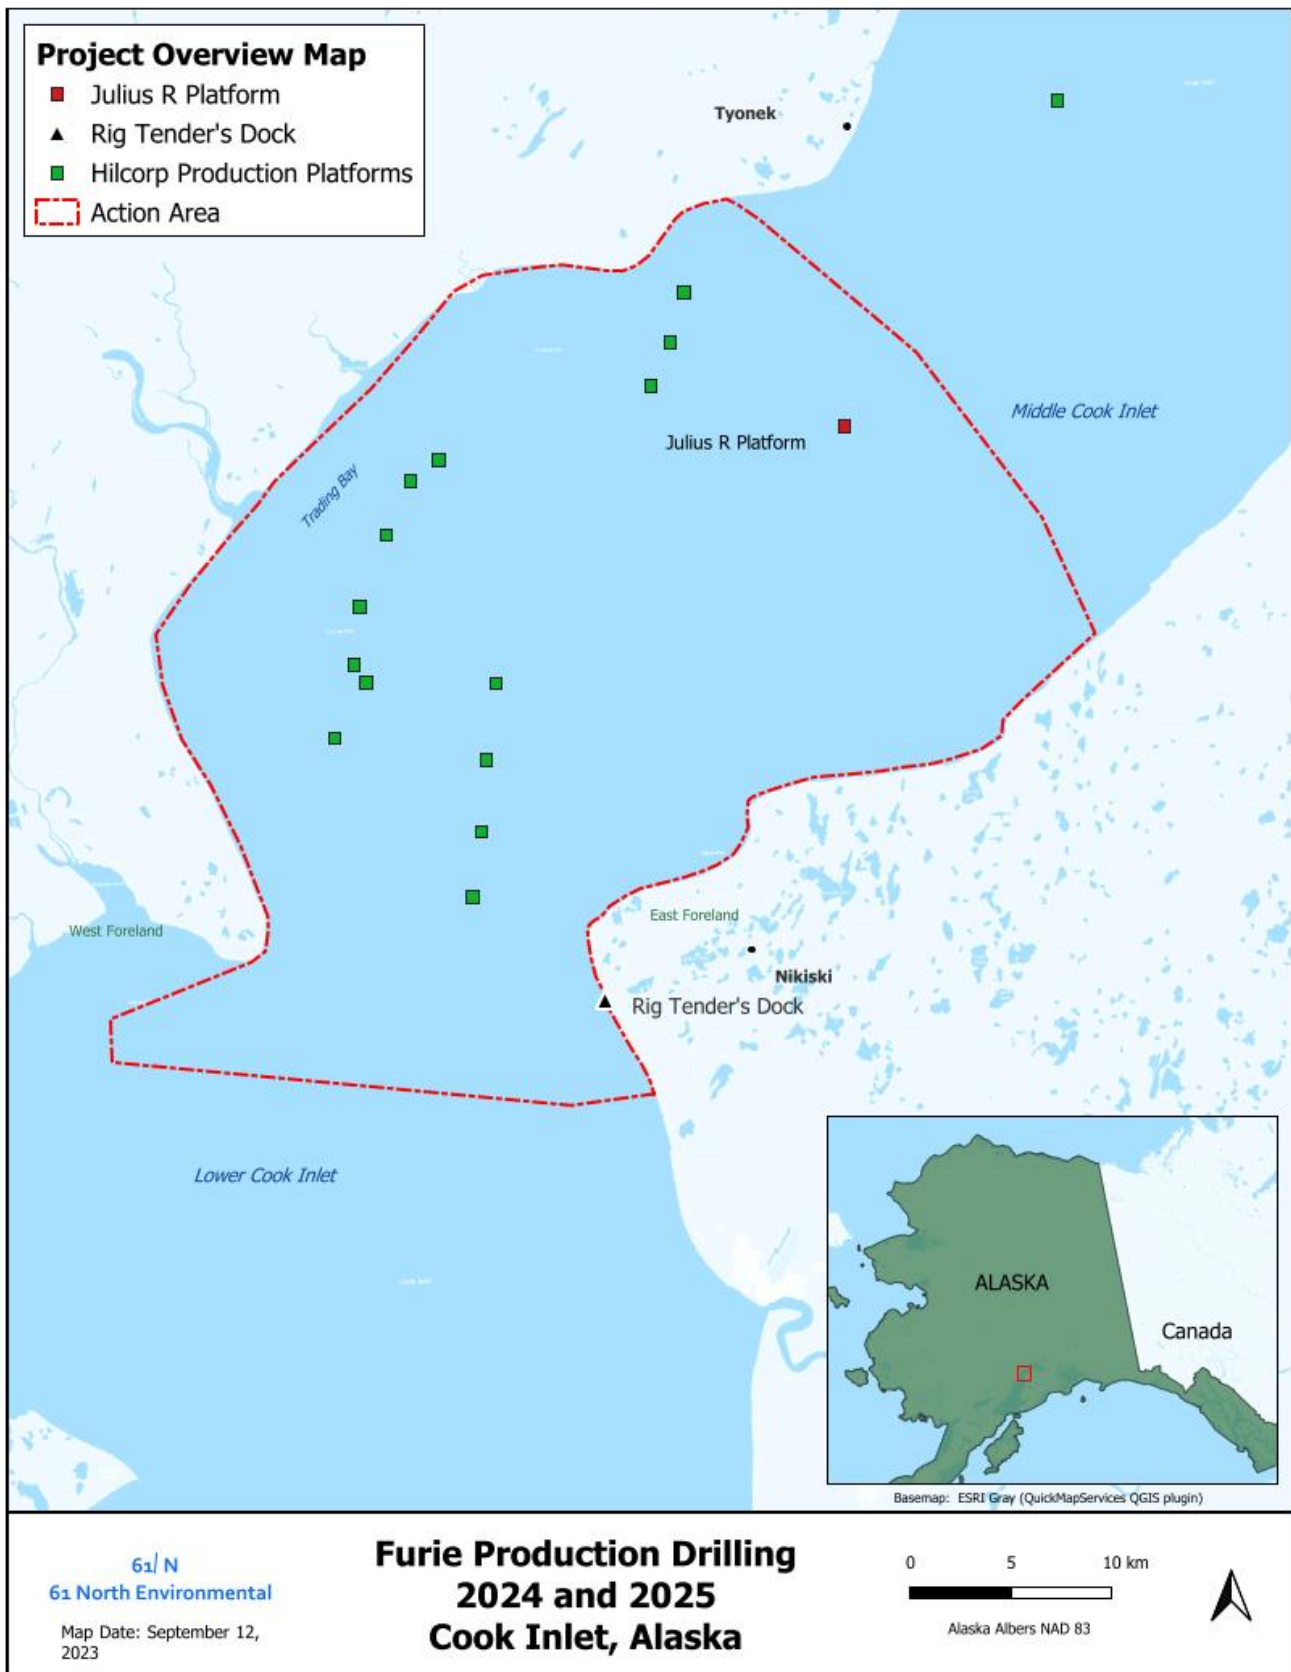 Project Overview Map
Julius R Platform
Rig Tender's Dock
Hilcorp Production Platforms
Action Area
Tyonek
Middle Cook Inlet
Julius R Platform
Trading Bay
East Foreland
West Foreland
Nikiski
Rig Tender's Dock
Lower Cook Inlet
ALASKA
Canada
Basemap: ESRI Gray (QuickMapServices QGIS plugin)
61/ N
61 North Environmental
Map Date: September 12,
2023
Furie Production Drilling
2024 and 2025
Cook Inlet, Alaska
0 5 10 km
Alaska Albers NAD 83